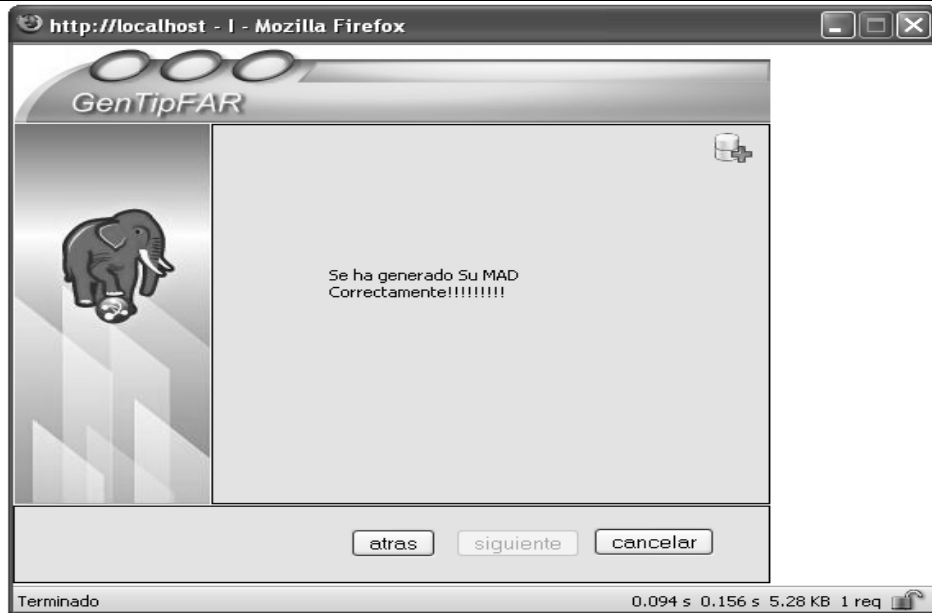 http://localhost - I - Mozilla Firefox
GenTipFAR
Se ha generado Su MAD
Correctamente!!!!!!!!!
atras siguiente cancelar
Terminado 0.094 s 0.156 s 5.28 KB 1 req